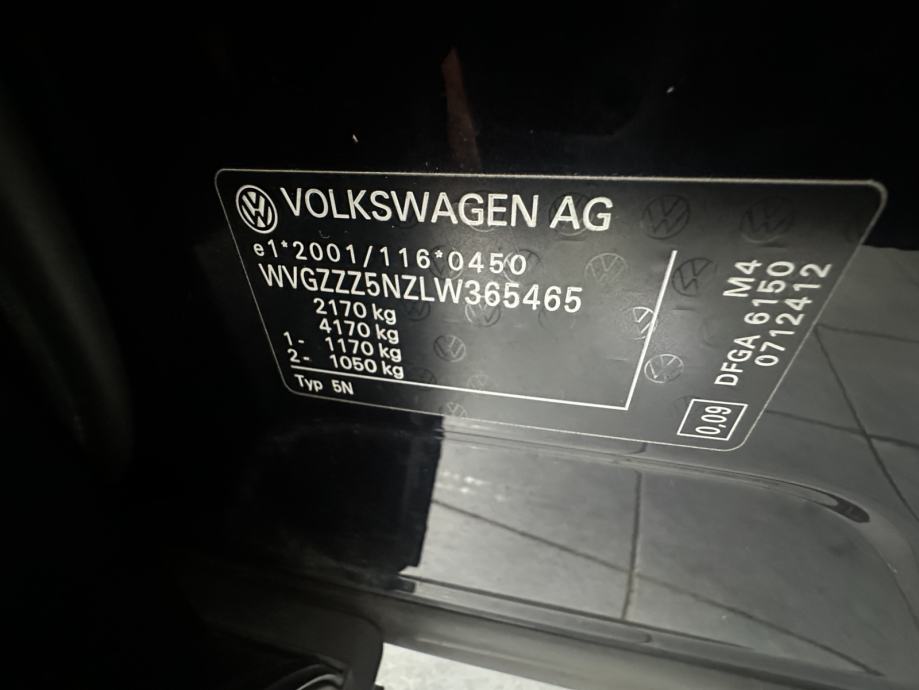 VOLKSWAGEN AG
e1*2001/116*0450
WVGZZZ5NZLW365465
2170 kg
4170 kg
1- 1170 kg
2- 1050 kg
Typ 5N
M4
DFGA 6150
0712412
0,09